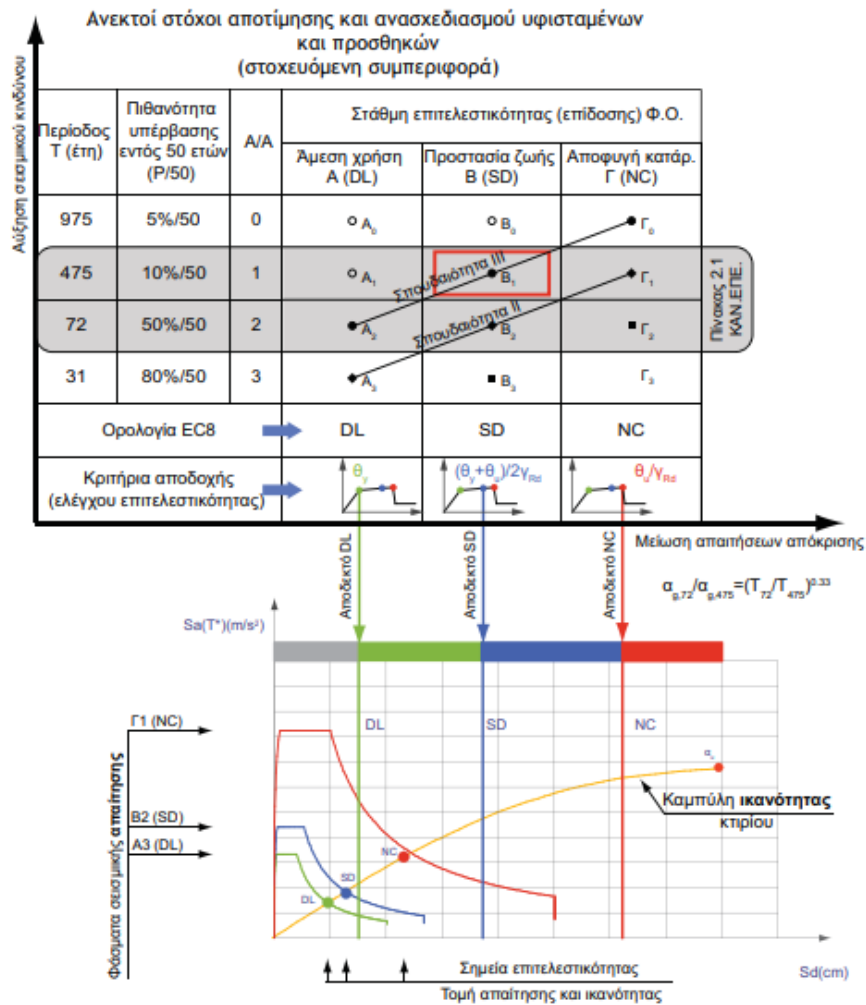 Ανεκτοί στόχοι αποτίμησης και ανασχεδιασμού υφισταμένων
και προσθηκών
(στοχευόμενη συμπεριφορά)
Αύξηση σεισμικού κινδύνου
Περίοδος
Τ (έτη)
Πιθανότητα
υπέρβασης
εντός 50 ετών
(P/50)
Α/Α
Στάθμη επιτελεστικότητας (επίδοσης) Φ.Ο.
Άμεση χρήση
Α (DL)
Προστασία ζωής
Β (SD)
Αποφυγή κατάρ.
Γ (NC)
975 5%/50 0 Α₀ Β₀ Γ₀
475 10%/50 1 Α₁ Β₁ Γ₁
72 50%/50 2 Α₂ Β₂ Γ₂
31 80%/50 3 Α₃ Β₃ Γ₃
Σπουδαιότητα III
Σπουδαιότητα II
Πίνακας 2.1
ΚΑΝ.ΕΠΕ.
Ορολογία EC8 DL SD NC
Κριτήρια αποδοχής
(ελέγχου επιτελεστικότητας)
θy (θy+θu)/2γRd θu/γRd
Μείωση απαιτήσεων απόκρισης
Αποδεκτό DL
Αποδεκτό SD
Αποδεκτό NC
αg,72/αg,475=(T72/T475)^0.33
Sa(T*)(m/s²)
DL SD NC
Φάσματα σεισμικής απαίτησης
Γ1 (NC)
Β2 (SD)
Α3 (DL)
Καμπύλη ικανότητας
κτιρίου
NC
SD
DL
Σημεία επιτελεστικότητας
Τομή απαίτησης και ικανότητας
Sd(cm)